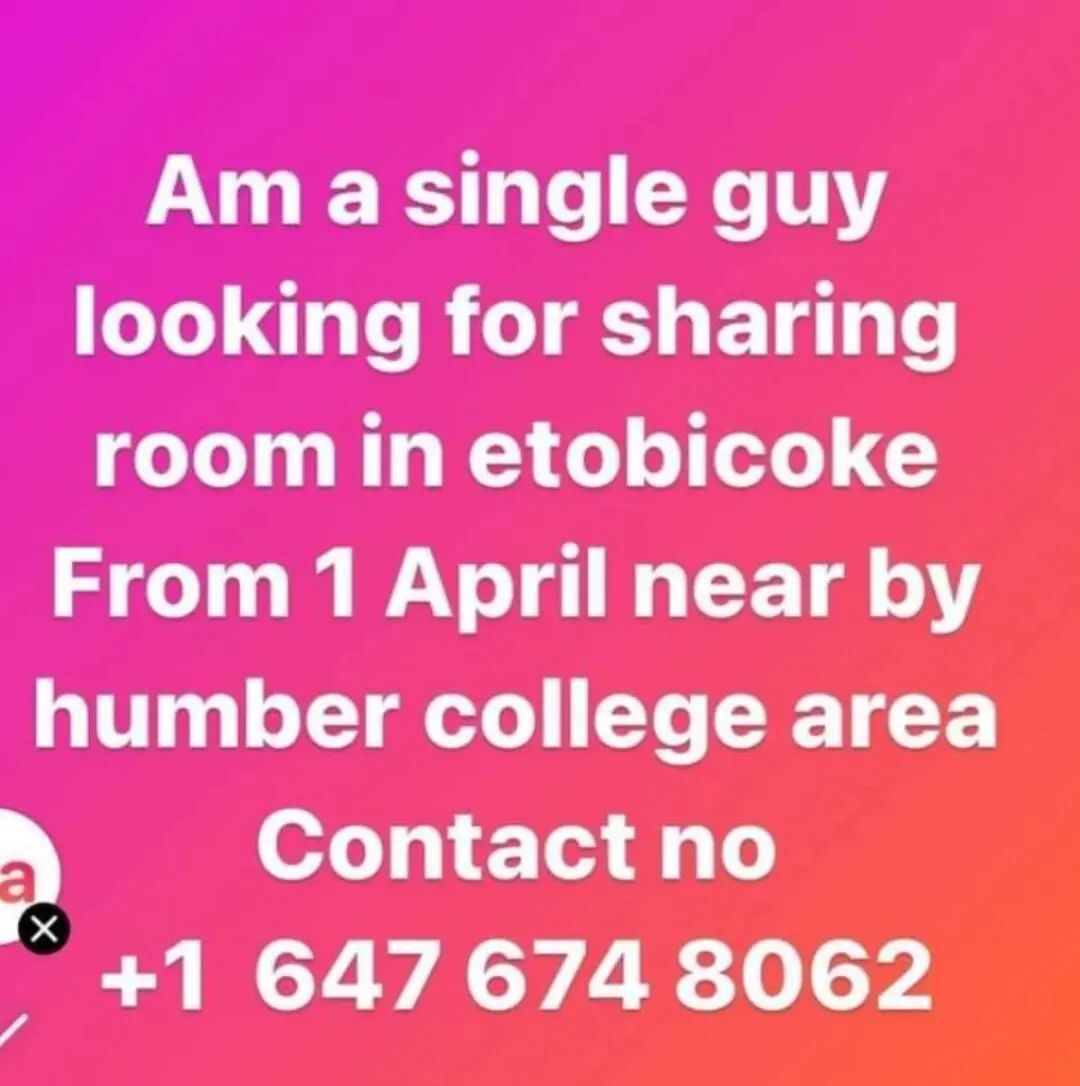 Am a single guy
looking for sharing
room in etobicoke
From 1 April near by
humber college area
Contact no
a
+1 647 674 8062